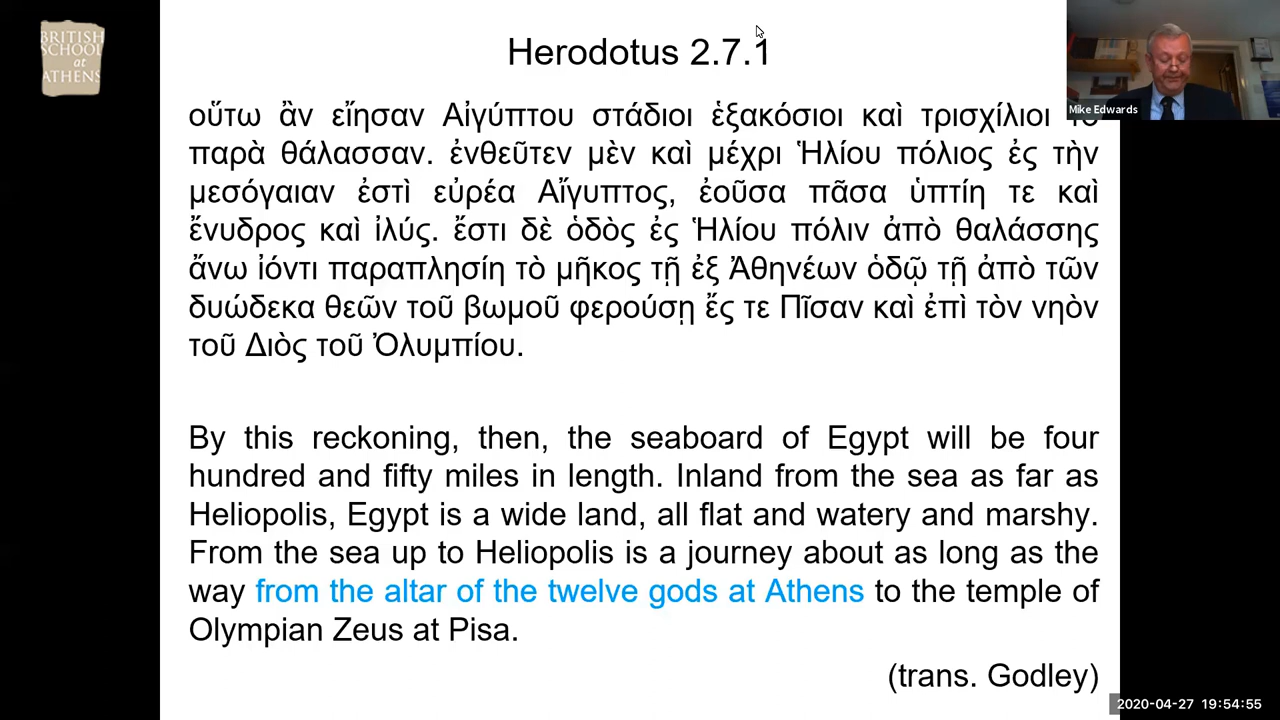 BRITISH
SCHOOL
at
ATHENS
Herodotus 2.7.1
Mike Edwards
οὕτω ἂν εἴησαν Αἰγύπτου στάδιοι ἑξακόσιοι καὶ τρισχίλιοι τὸ
παρὰ θάλασσαν. ἐνθεῦτεν μὲν καὶ μέχρι Ἡλίου πόλιος ἐς τὴν
μεσόγαιαν ἐστὶ εὐρέα Αἴγυπτος, ἐοῦσα πᾶσα ὑπτίη τε καὶ
ἔνυδρος καὶ ἰλύς. ἔστι δὲ ὁδὸς ἐς Ἡλίου πόλιν ἀπὸ θαλάσσης
ἄνω ἰόντι παραπλησίη τὸ μῆκος τῇ ἐξ Ἀθηνέων ὁδῷ τῇ ἀπὸ τῶν
δυώδεκα θεῶν τοῦ βωμοῦ φερούσῃ ἔς τε Πῖσαν καὶ ἐπὶ τὸν νηὸν
τοῦ Διὸς τοῦ Ὀλυμπίου.
By this reckoning, then, the seaboard of Egypt will be four
hundred and fifty miles in length. Inland from the sea as far as
Heliopolis, Egypt is a wide land, all flat and watery and marshy.
From the sea up to Heliopolis is a journey about as long as the
way from the altar of the twelve gods at Athens to the temple of
Olympian Zeus at Pisa.
(trans. Godley)
2020-04-27 19:54:55